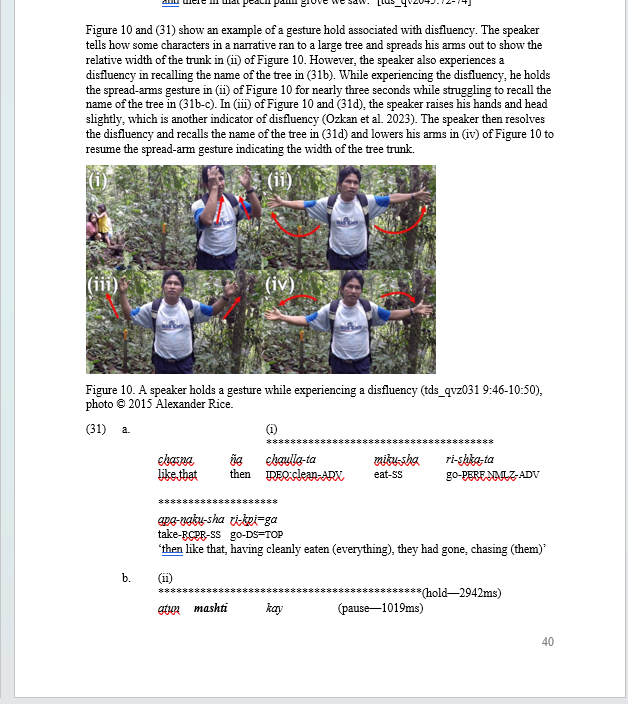 and there in that peach palm grove we saw.' [tds_qvz045:72-74]
Figure 10 and (31) show an example of a gesture hold associated with disfluency. The speaker
tells how some characters in a narrative ran to a large tree and spreads his arms out to show the
relative width of the trunk in (ii) of Figure 10. However, the speaker also experiences a
disfluency in recalling the name of the tree in (31b). While experiencing the disfluency, he holds
the spread-arms gesture in (ii) of Figure 10 for nearly three seconds while struggling to recall the
name of the tree in (31b-c). In (iii) of Figure 10 and (31d), the speaker raises his hands and head
slightly, which is another indicator of disfluency (Ozkan et al. 2023). The speaker then resolves
the disfluency and recalls the name of the tree in (31d) and lowers his arms in (iv) of Figure 10 to
resume the spread-arm gesture indicating the width of the tree trunk.
(i) (ii)
(iii) (iv)
Figure 10. A speaker holds a gesture while experiencing a disfluency (tds_qvz031 9:46-10:50),
photo © 2015 Alexander Rice.
(31) a. (i)
****************************************
chasna ña chaulla-ta miku-sha ri-shka-ta
like.that then IDEO:clean-ADV eat-SS go-PERF.NMLZ-ADV
*********************
apa-naku-sha ri-kpi=ga
take-RCPR-SS go-DS=TOP
'then like that, having cleanly eaten (everything), they had gone, chasing (them)'
b. (ii)
**********************************************(hold—2942ms)
atun mashti kay (pause—1019ms)
40